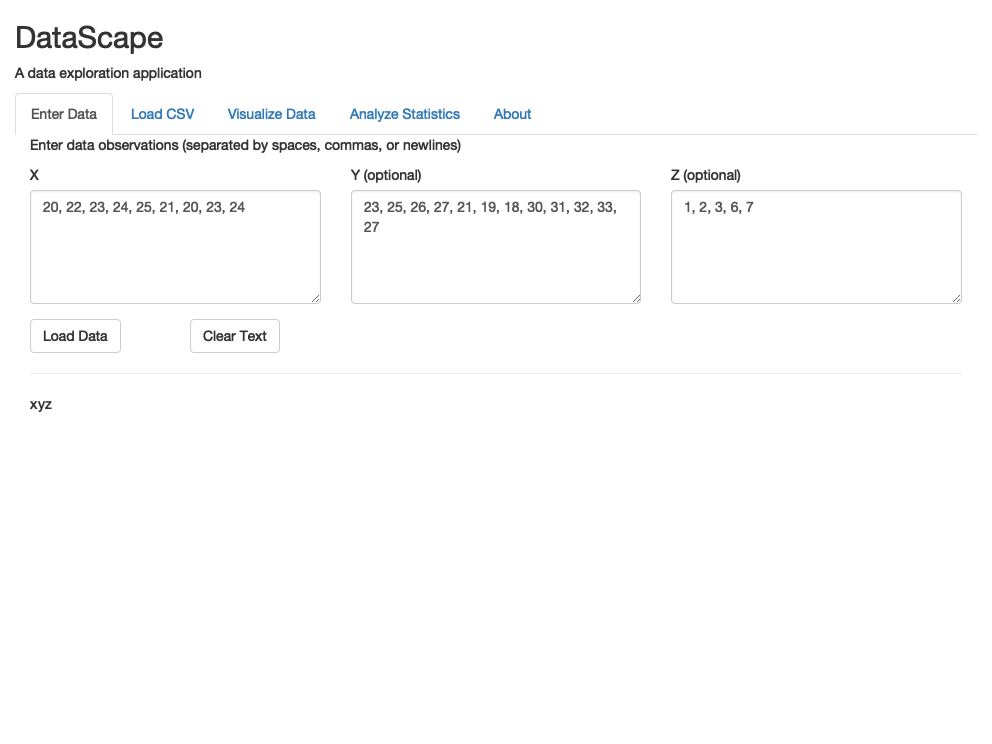 DataScape
A data exploration application
Enter Data Load CSV Visualize Data Analyze Statistics About
Enter data observations (separated by spaces, commas, or newlines)
X Y (optional) Z (optional)
20, 22, 23, 24, 25, 21, 20, 23, 24
23, 25, 26, 27, 21, 19, 18, 30, 31, 32, 33,
27
1, 2, 3, 6, 7
Load Data Clear Text
xyz